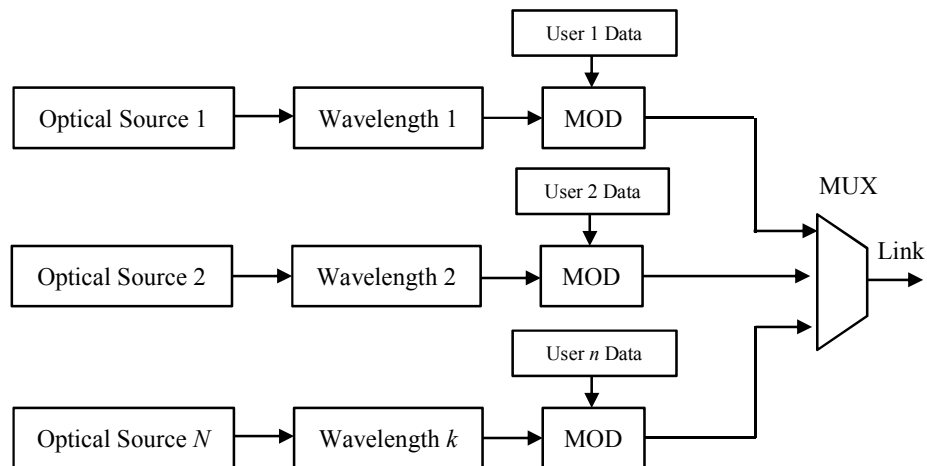 User 1 Data
Optical Source 1
Wavelength 1
MOD
User 2 Data
MUX
Optical Source 2
Wavelength 2
MOD
Link
User n Data
Optical Source N
Wavelength k
MOD